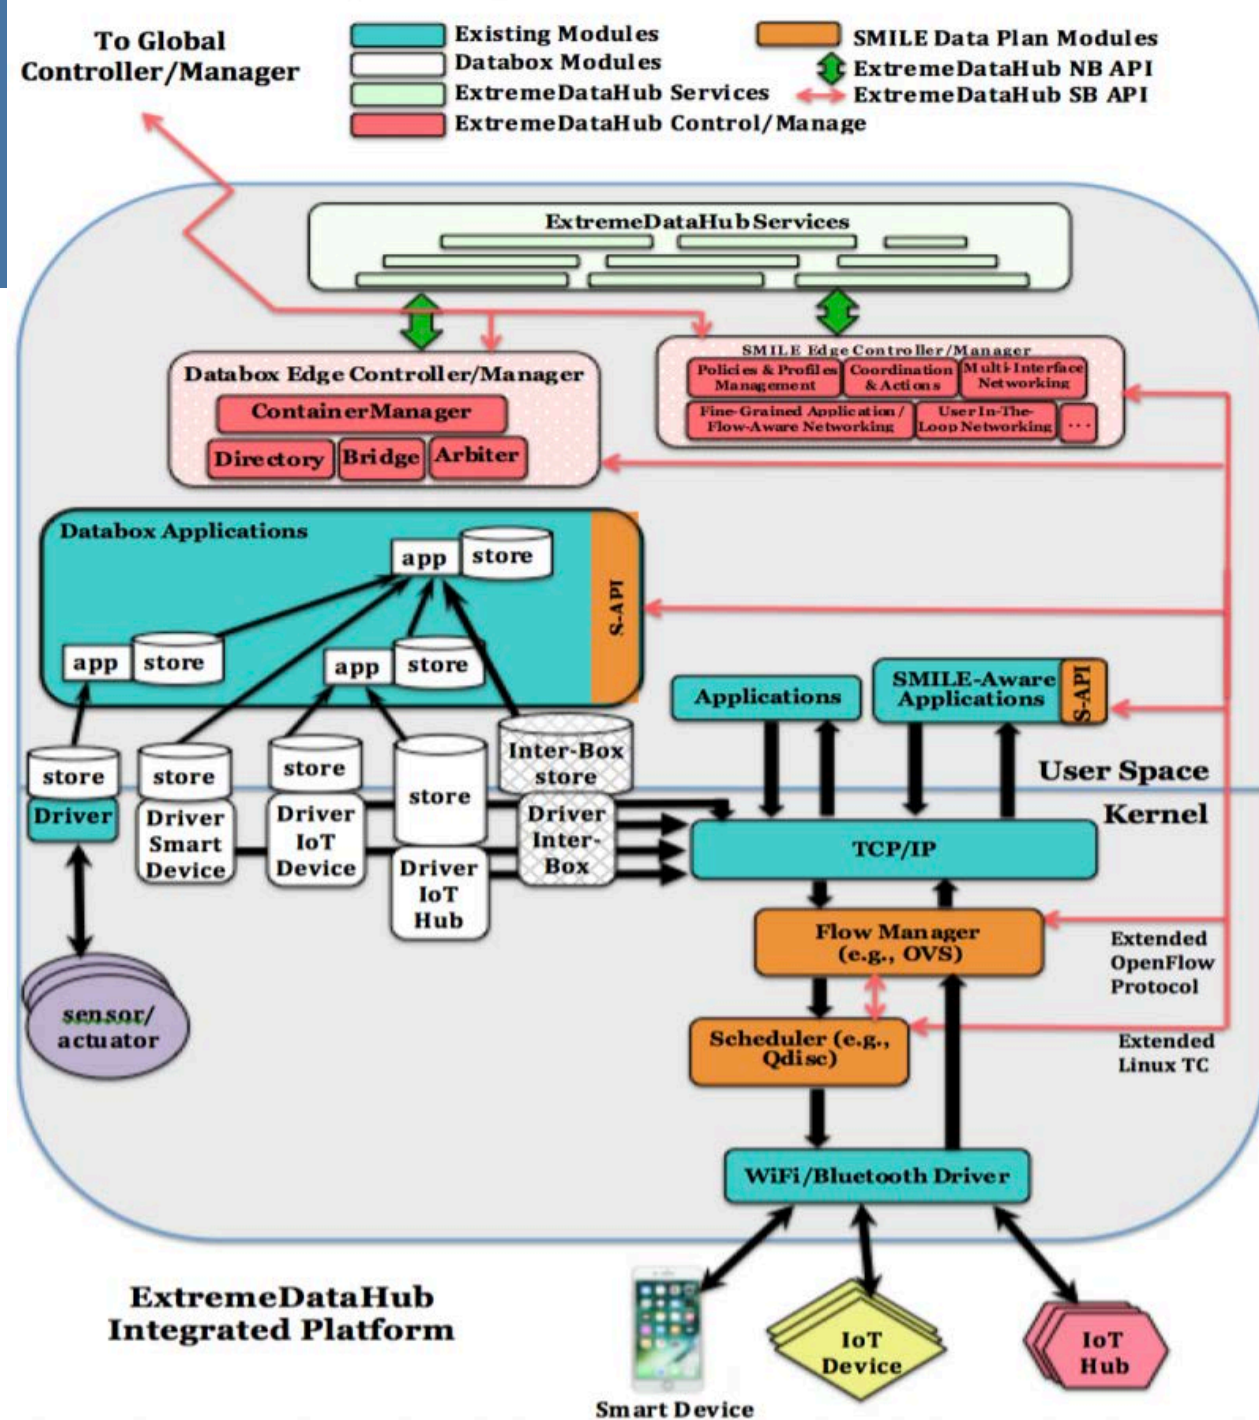 To Global
Controller/Manager
Existing Modules
Databox Modules
ExtremeDataHub Services
ExtremeDataHub Control/Manage
SMILE Data Plan Modules
ExtremeDataHub NB API
ExtremeDataHub SB API
ExtremeDataHub Services
Databox Edge Controller/Manager
ContainerManager
Directory
Bridge
Arbiter
SMILE Edge Controller/Manager
Policies & Profiles
Management
Coordination
& Actions
Multi-Interface
Networking
Fine-Grained Application/
Flow-Aware Networking
User In-The-
Loop Networking
...
Databox Applications
app
store
S-API
app
store
app
store
Applications
SMILE-Aware
Applications
S-API
store
Driver
store
Driver
Smart
Device
store
Driver
IoT
Device
store
Driver
IoT
Hub
Inter-Box
store
Driver
Inter-
Box
User Space
Kernel
TCP/IP
Flow Manager
(e.g., OVS)
Extended
OpenFlow
Protocol
Scheduler (e.g.,
Qdisc)
Extended
Linux TC
sensor/
actuator
WiFi/Bluetooth Driver
ExtremeDataHub
Integrated Platform
Smart Device
IoT
Device
IoT
Hub